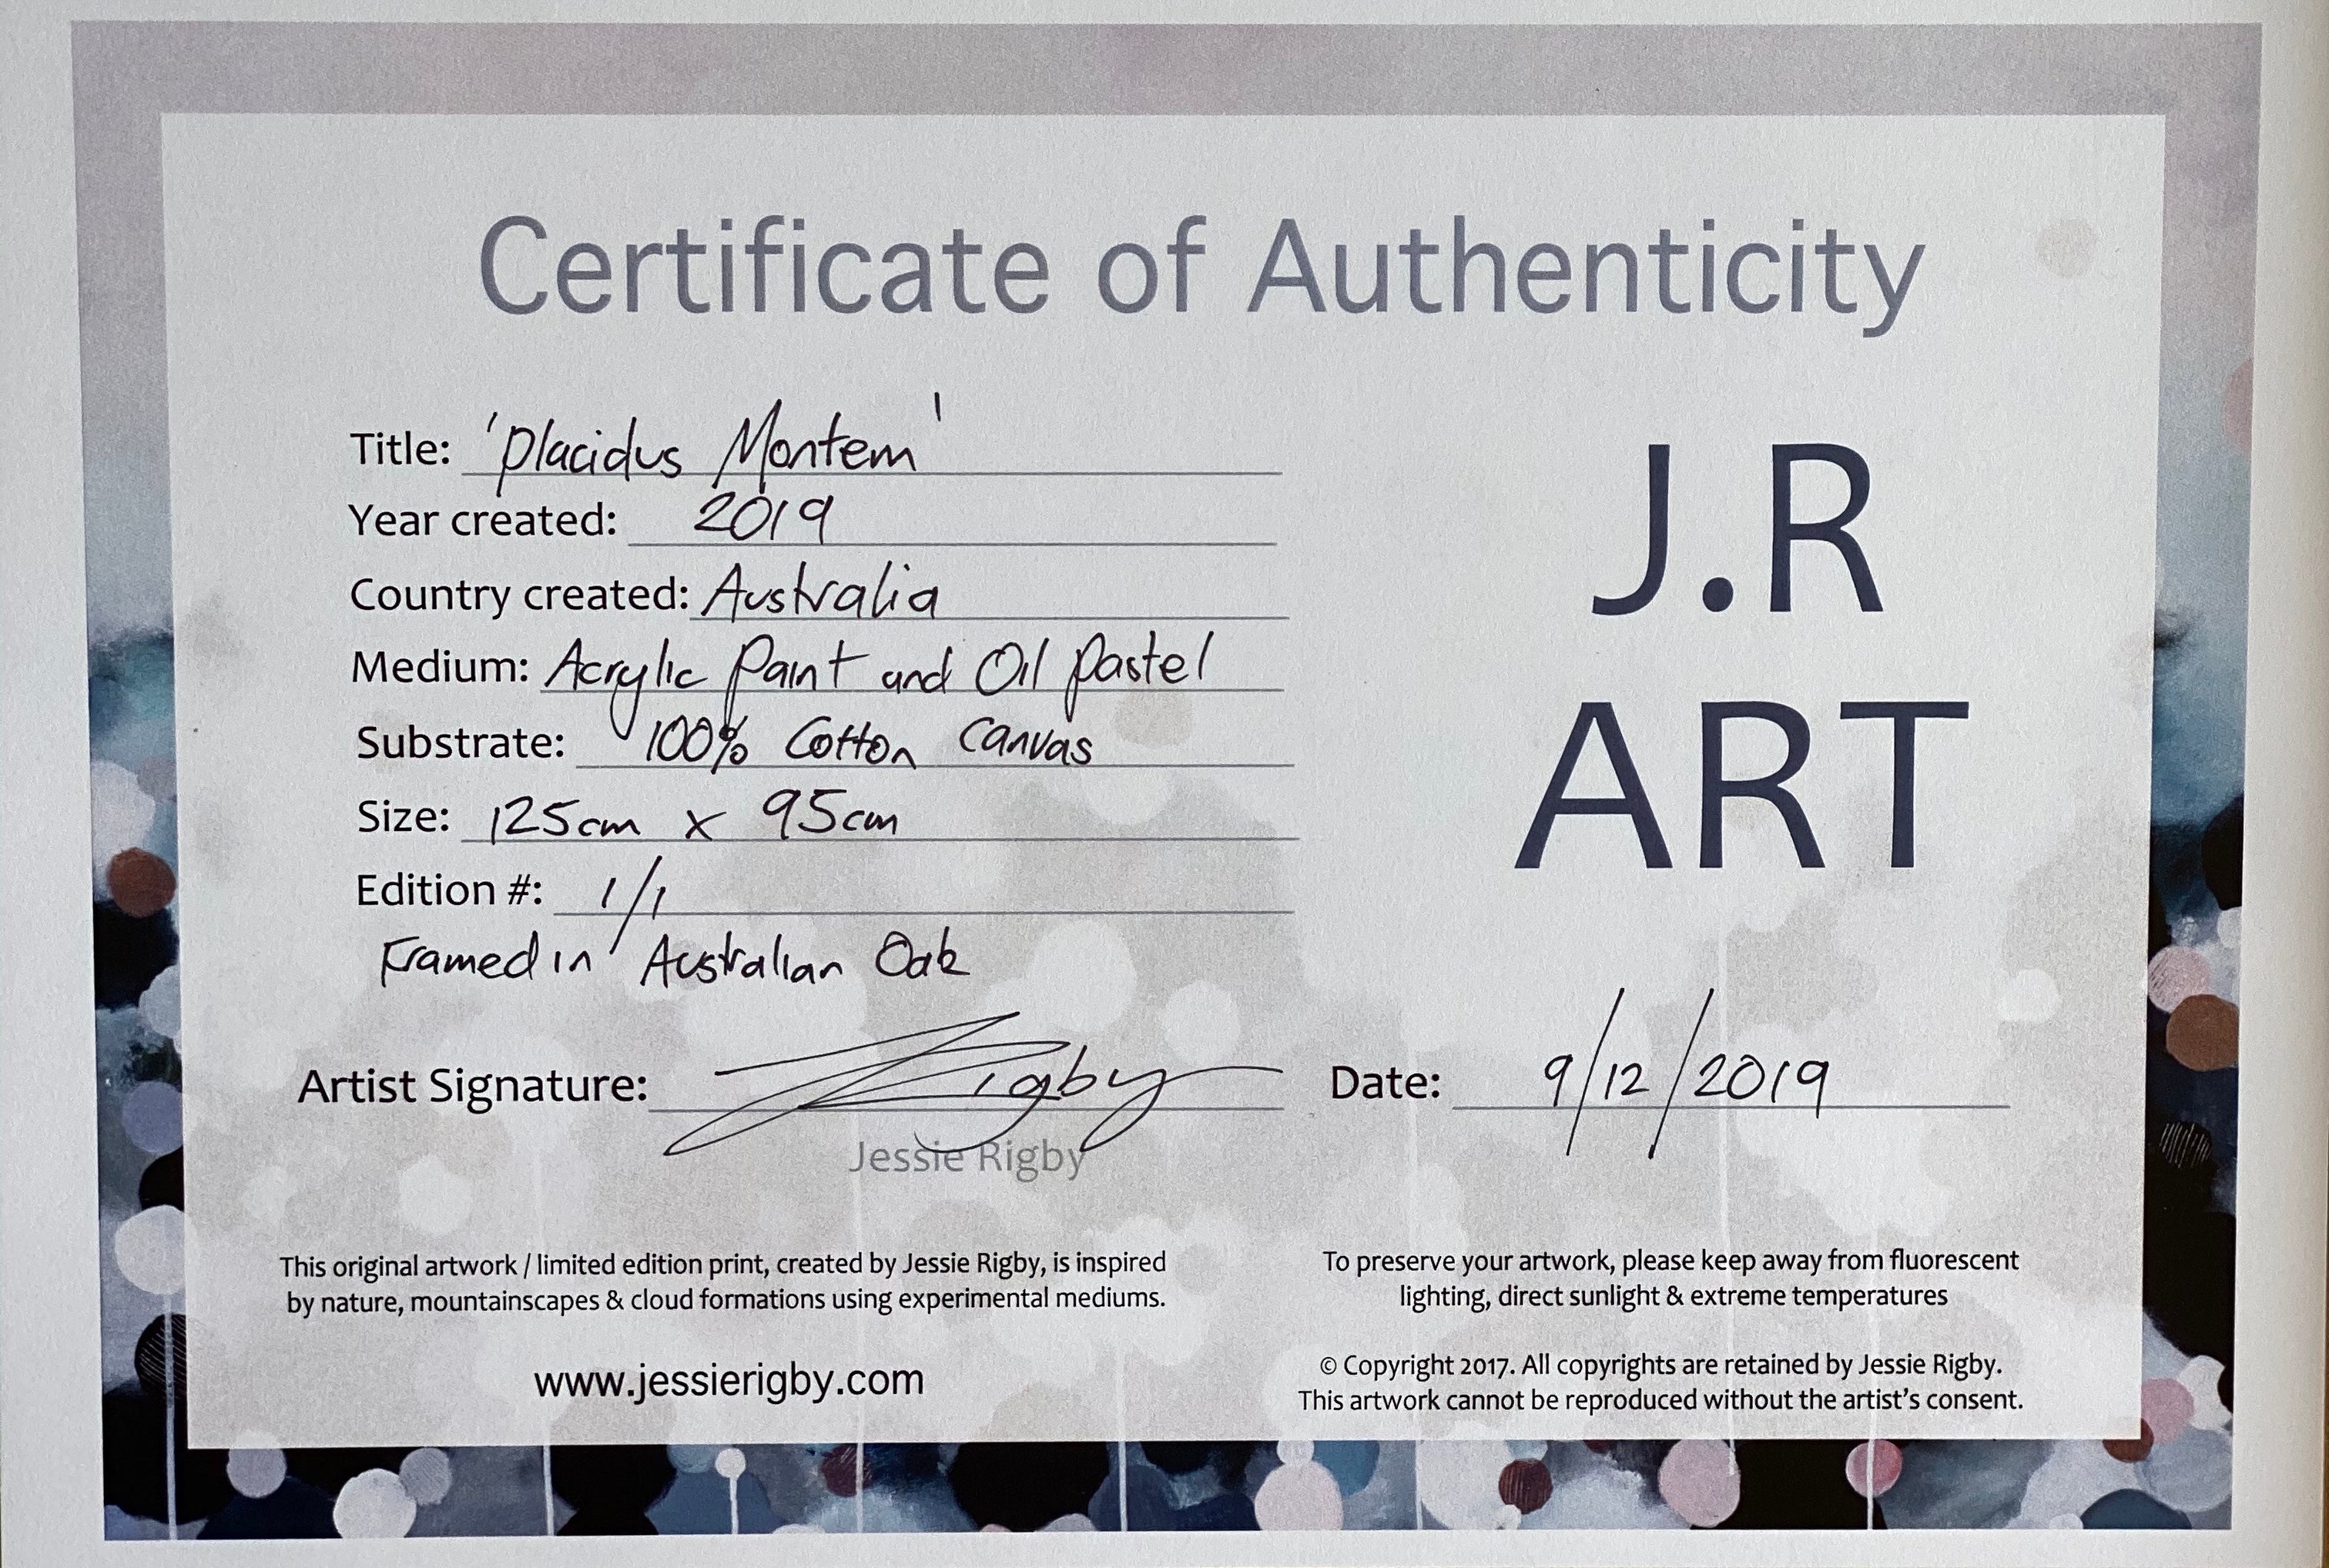 Certificate of Authenticity
Title: 'Placidus Montem'
Year created: 2019
Country created: Australia
Medium: Acrylic Paint and Oil Pastel
Substrate: 100% Cotton Canvas
Size: 125cm x 95cm
Edition #: 1/1
Framed in Australian Oak
J.R
ART
Artist Signature: Rigby
Jessie Rigby
Date: 9/12/2019
This original artwork / limited edition print, created by Jessie Rigby, is inspired
by nature, mountainscapes & cloud formations using experimental mediums.
www.jessierigby.com
To preserve your artwork, please keep away from fluorescent
lighting, direct sunlight & extreme temperatures
© Copyright 2017. All copyrights are retained by Jessie Rigby.
This artwork cannot be reproduced without the artist's consent.